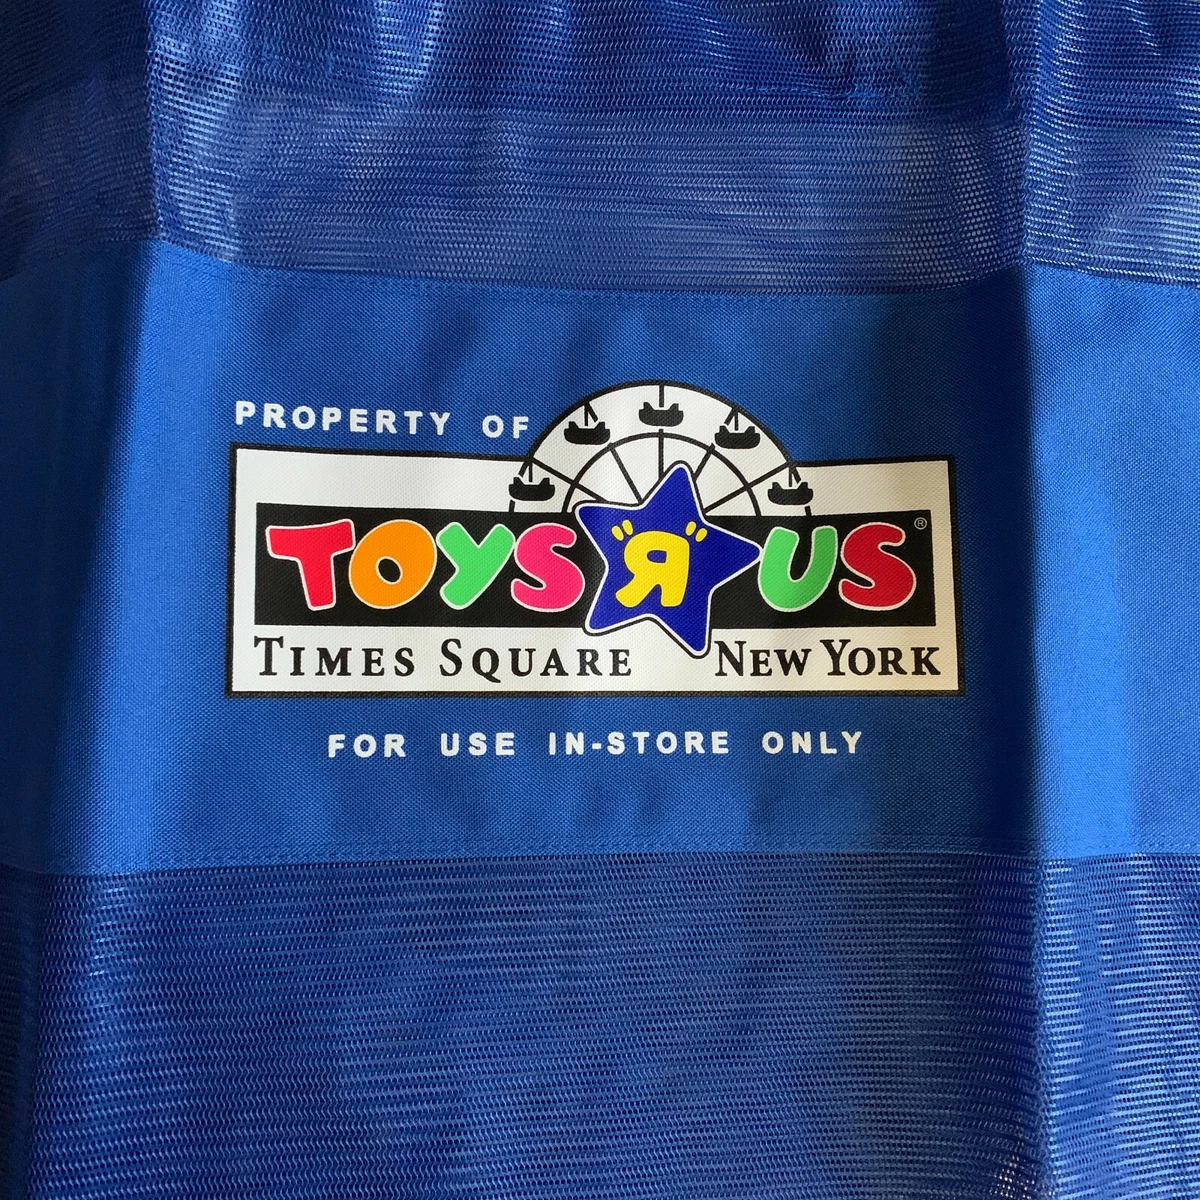 PROPERTY OF
TOYS "Я" US ®
TIMES SQUARE NEW YORK
FOR USE IN-STORE ONLY